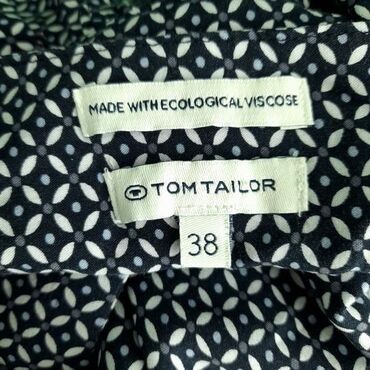 MADE WITH ECOLOGICAL VISCOSE
TOM TAILOR
38